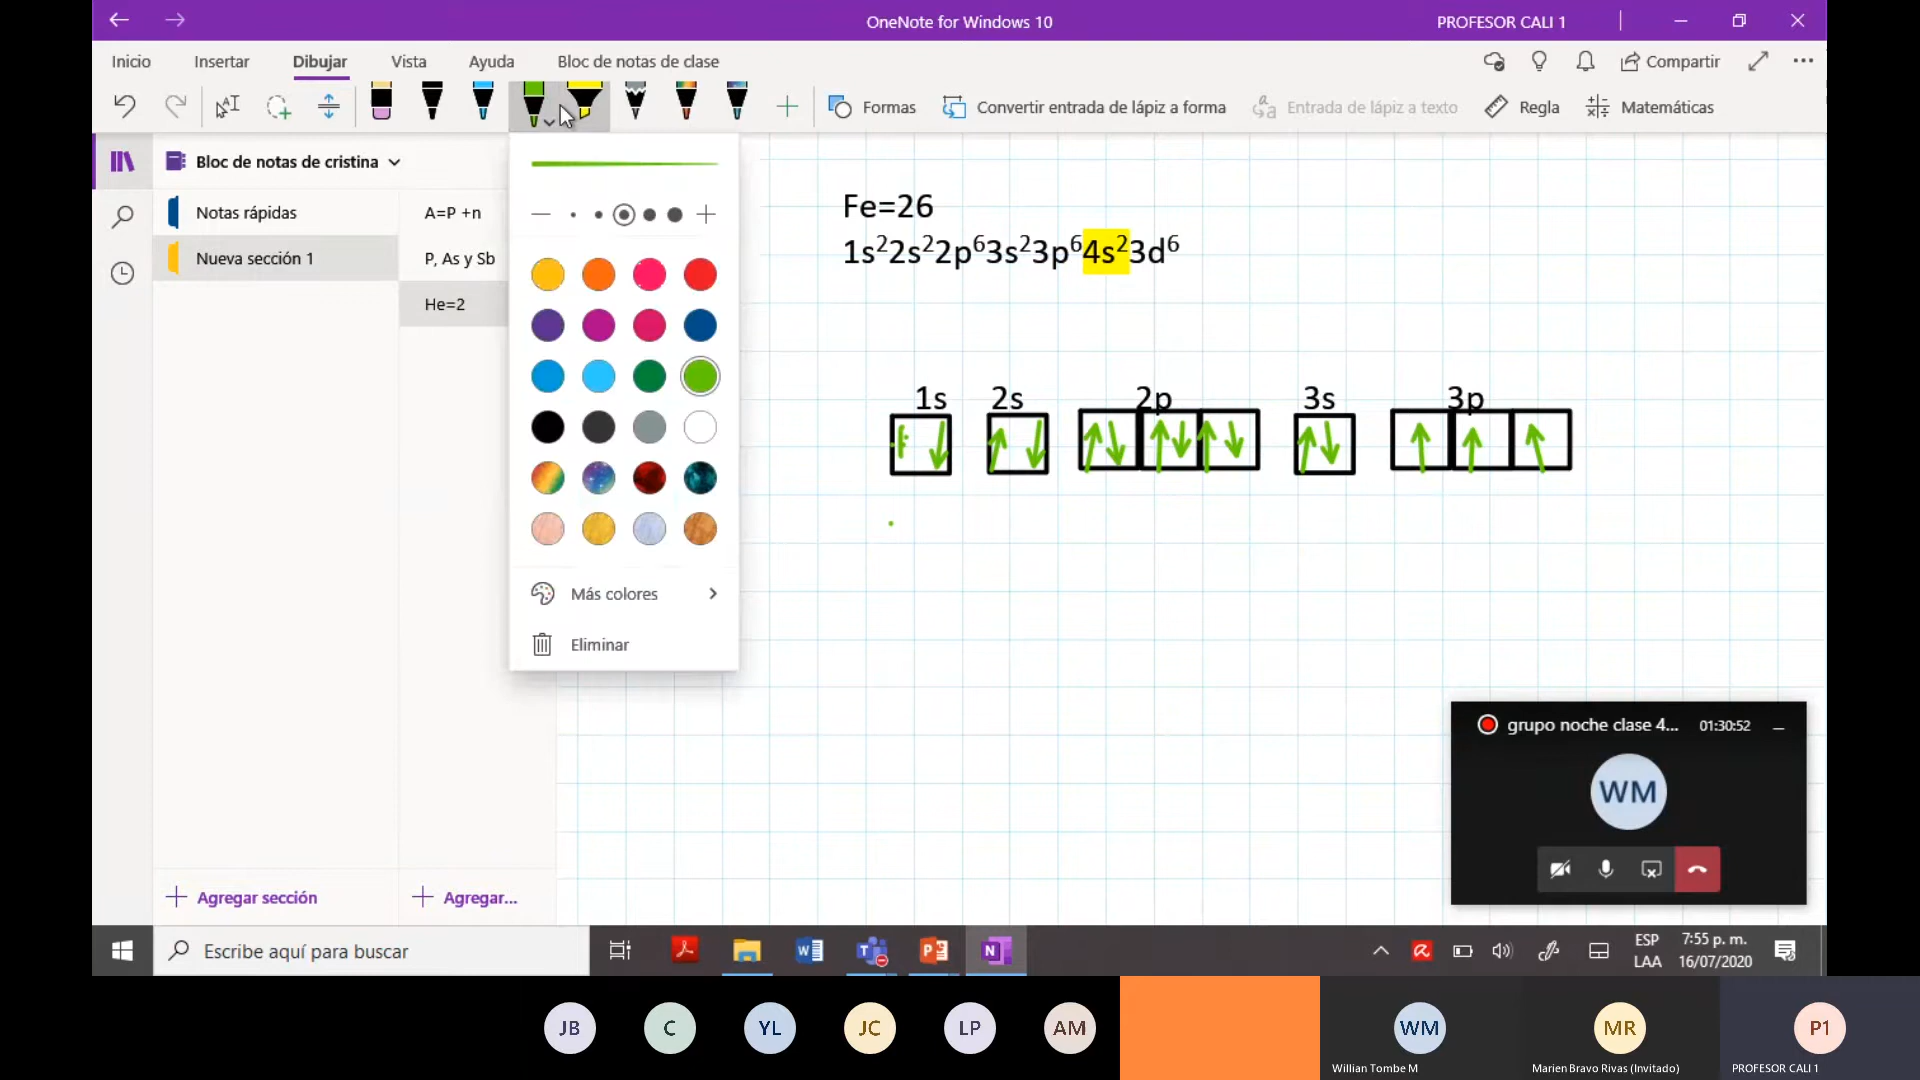 OneNote for Windows 10
PROFESOR CALI 1
Inicio
Insertar
Dibujar
Vista
Ayuda
Bloc de notas de clase
Compartir
Formas
Convertir entrada de lápiz a forma
Entrada de lápiz a texto
Regla
Matemáticas
Bloc de notas de cristina
Notas rápidas
Nueva sección 1
A=P +n
P, As y Sb
He=2
Más colores
Eliminar
Fe=26
1s²2s²2p⁶3s²3p⁶4s²3d⁶
1s 2s 2p 3s 3p
grupo noche clase 4... 01:30:52
WM
Agregar sección
Agregar...
Escribe aquí para buscar
ESP
LAA
7:55 p. m.
16/07/2020
JB C YL JC LP AM WM MR P1
Willian Tombe M
Marien Bravo Rivas (Invitado)
PROFESOR CALI 1